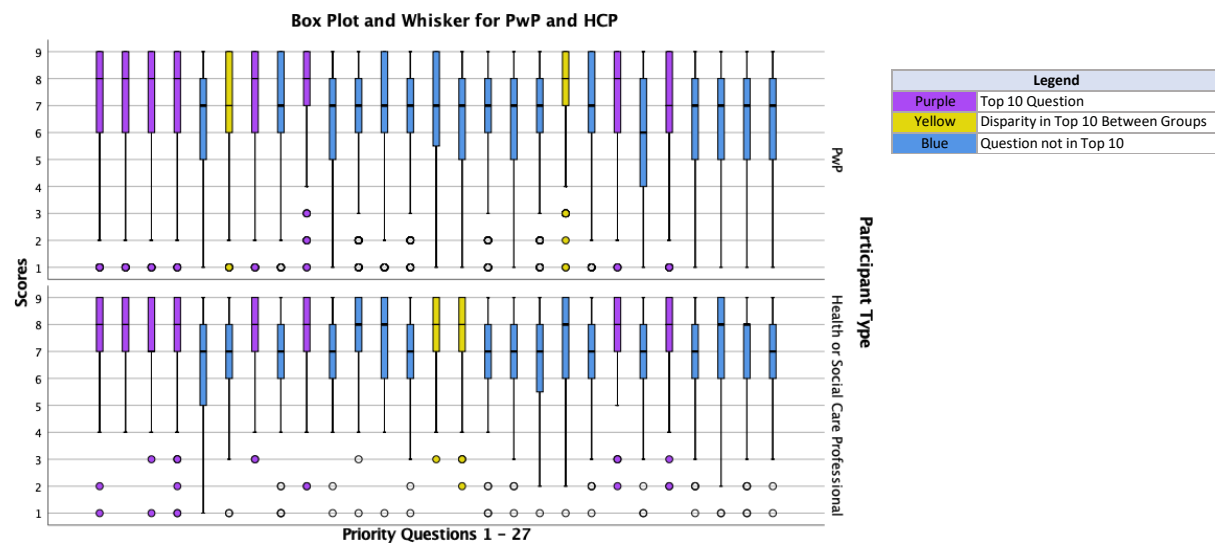 Box Plot and Whisker for PwP and HCP
Scores
9
8
7
6
5
4
3
2
1
PwP
9
8
7
6
5
4
3
2
1
Health or Social Care Professional
Participant Type
Priority Questions 1 - 27
Legend
Purple Top 10 Question
Yellow Disparity in Top 10 Between Groups
Blue Question not in Top 10